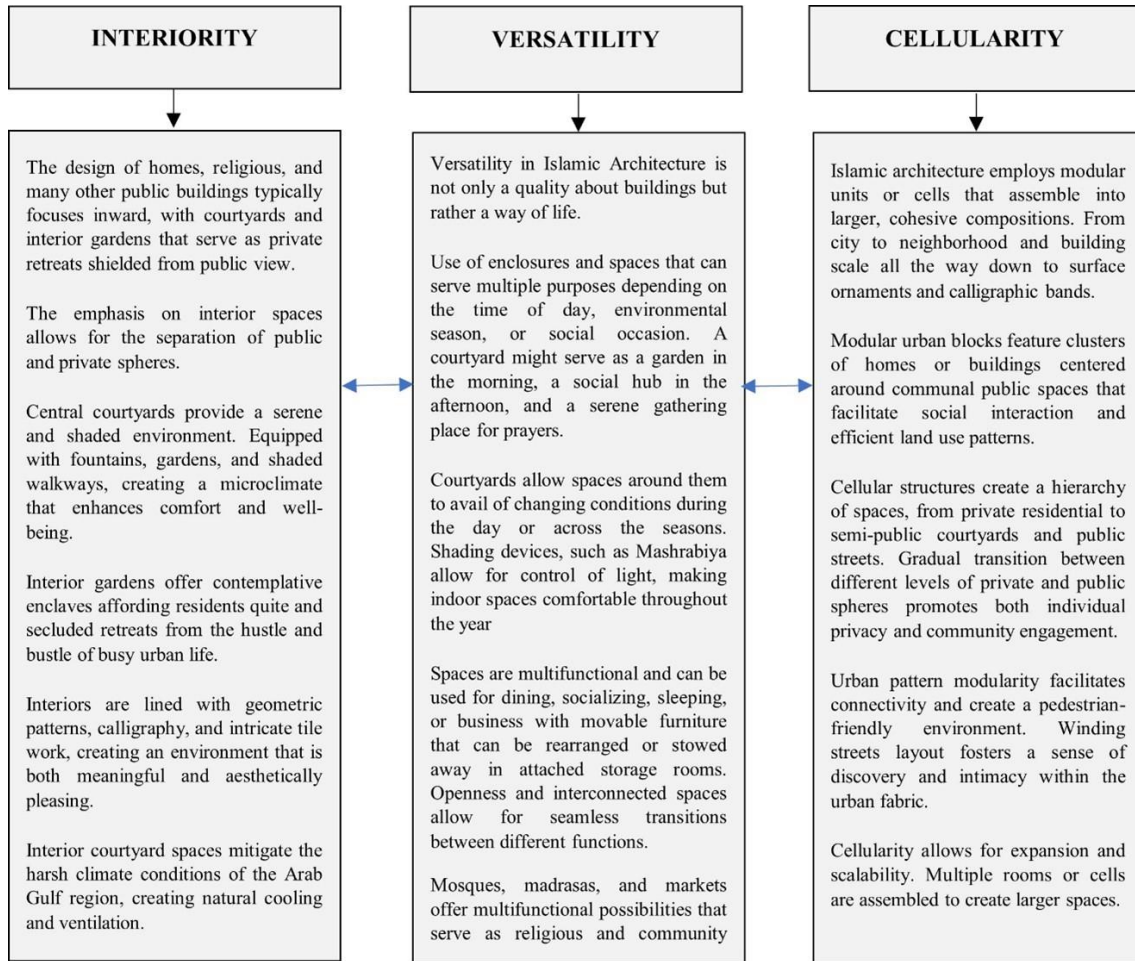 INTERIORITY
The design of homes, religious, and
many other public buildings typically
focuses inward, with courtyards and
interior gardens that serve as private
retreats shielded from public view.
The emphasis on interior spaces
allows for the separation of public
and private spheres.
Central courtyards provide a serene
and shaded environment. Equipped
with fountains, gardens, and shaded
walkways, creating a microclimate
that enhances comfort and well-
being.
Interior gardens offer contemplative
enclaves affording residents quite and
secluded retreats from the hustle and
bustle of busy urban life.
Interiors are lined with geometric
patterns, calligraphy, and intricate tile
work, creating an environment that is
both meaningful and aesthetically
pleasing.
Interior courtyard spaces mitigate the
harsh climate conditions of the Arab
Gulf region, creating natural cooling
and ventilation.
VERSATILITY
Versatility in Islamic Architecture is
not only a quality about buildings but
rather a way of life.
Use of enclosures and spaces that can
serve multiple purposes depending on
the time of day, environmental
season, or social occasion. A
courtyard might serve as a garden in
the morning, a social hub in the
afternoon, and a serene gathering
place for prayers.
Courtyards allow spaces around them
to avail of changing conditions during
the day or across the seasons.
Shading devices, such as Mashrabiya
allow for control of light, making
indoor spaces comfortable throughout
the year
Spaces are multifunctional and can be
used for dining, socializing, sleeping,
or business with movable furniture
that can be rearranged or stowed
away in attached storage rooms.
Openness and interconnected spaces
allow for seamless transitions
between different functions.
Mosques, madrasas, and markets
offer multifunctional possibilities that
serve as religious and community
CELLULARITY
Islamic architecture employs modular
units or cells that assemble into
larger, cohesive compositions. From
city to neighborhood and building
scale all the way down to surface
ornaments and calligraphic bands.
Modular urban blocks feature clusters
of homes or buildings centered
around communal public spaces that
facilitate social interaction and
efficient land use patterns.
Cellular structures create a hierarchy
of spaces, from private residential to
semi-public courtyards and public
streets. Gradual transition between
different levels of private and public
spheres promotes both individual
privacy and community engagement.
Urban pattern modularity facilitates
connectivity and create a pedestrian-
friendly environment. Winding
streets layout fosters a sense of
discovery and intimacy within the
urban fabric.
Cellularity allows for expansion and
scalability. Multiple rooms or cells
are assembled to create larger spaces.